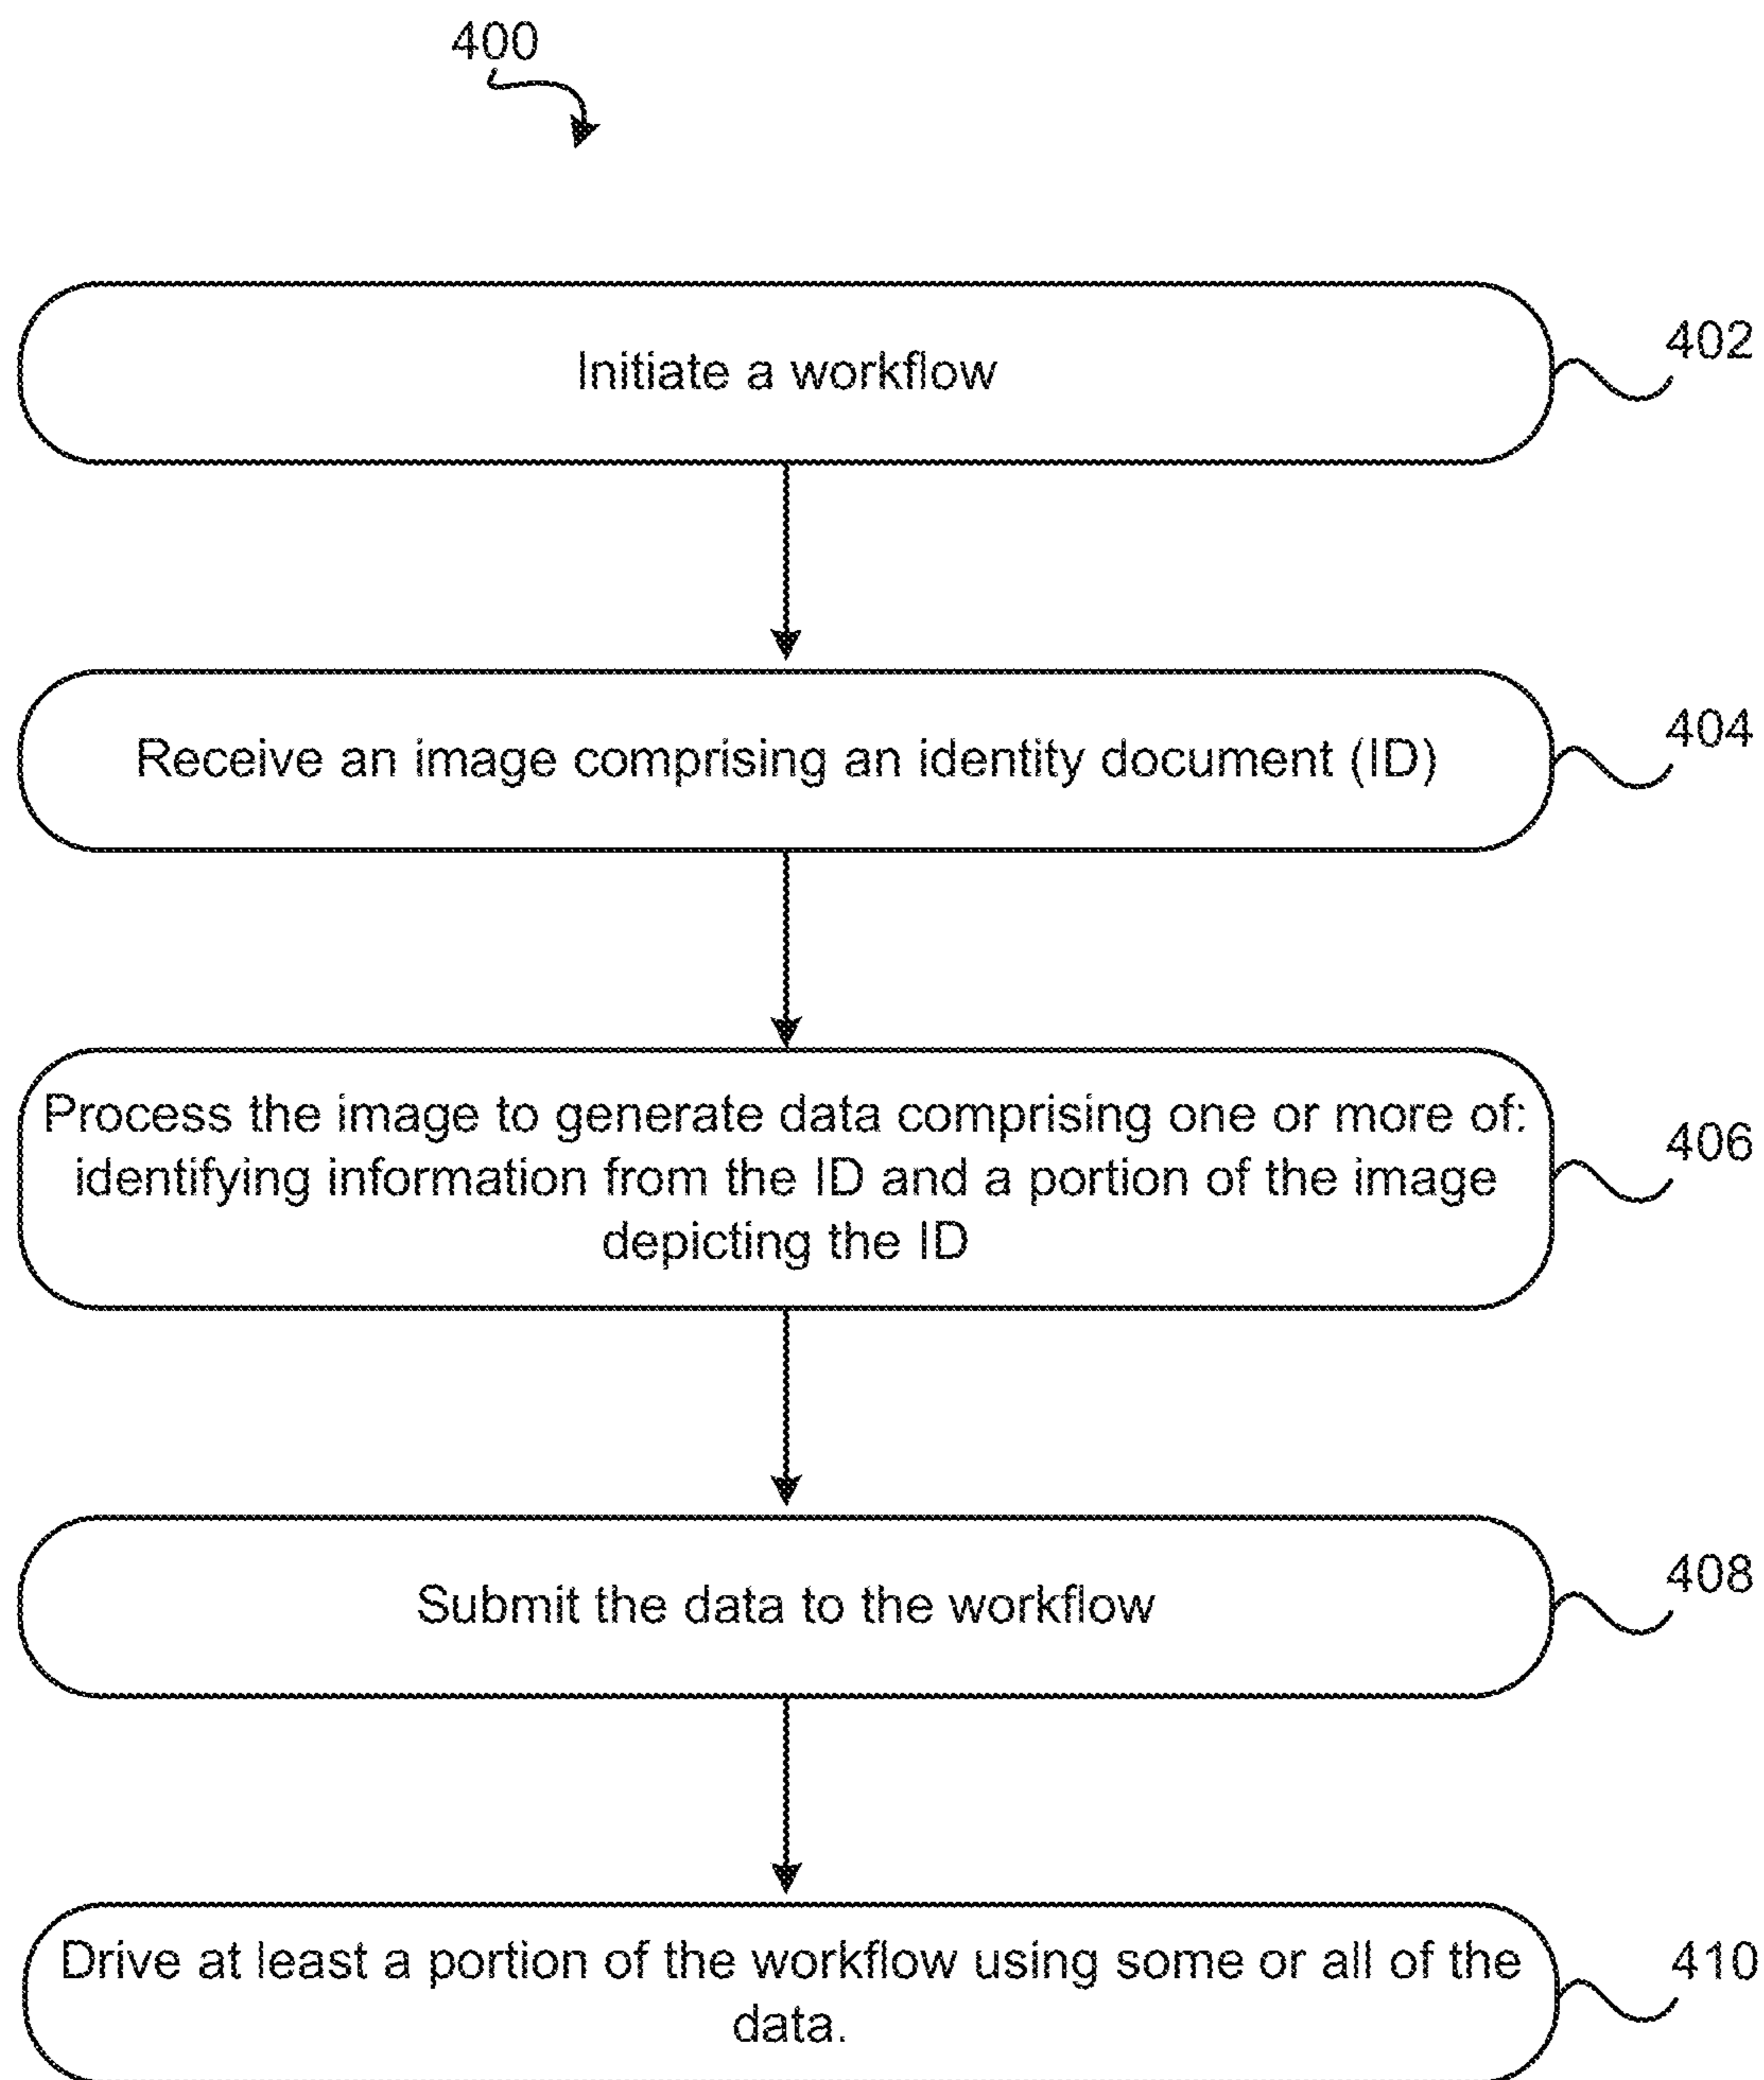 400
Initiate a workflow
402
Receive an image comprising an identity document (ID)
404
Process the image to generate data comprising one or more of:
identifying information from the ID and a portion of the image
depicting the ID
406
Submit the data to the workflow
408
Drive at least a portion of the workflow using some or all of the
data.
410